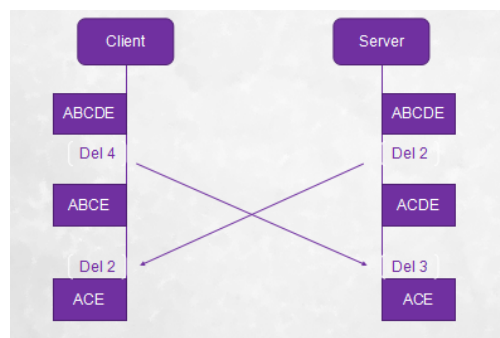 Client
Server
ABCDE
ABCDE
Del 4
Del 2
ABCE
ACDE
Del 2
Del 3
ACE
ACE